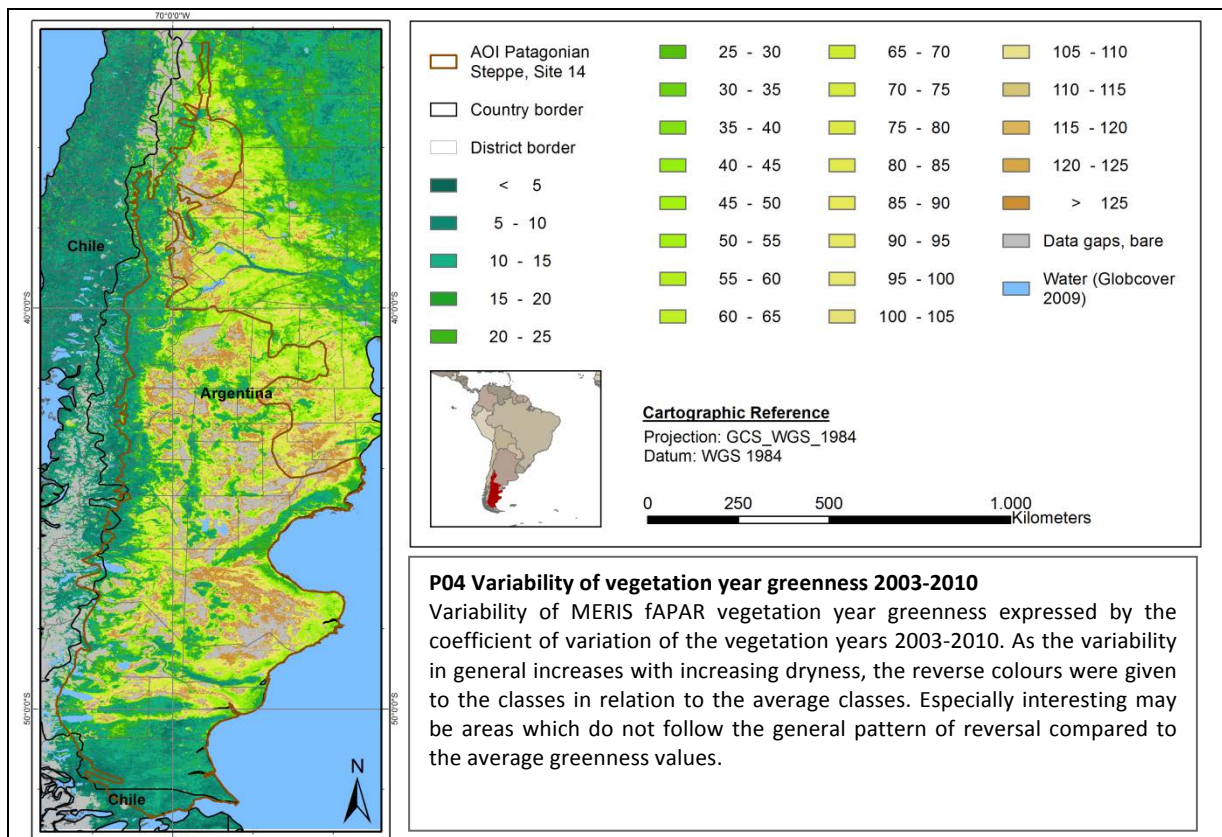 70°0'0"W
40°0'0"S
50°0'0"S
40°0'0"S
50°0'0"S
Chile
Argentina
Chile
N
AOI Patagonian
Steppe, Site 14
Country border
District border
< 5
5 - 10
10 - 15
15 - 20
20 - 25
25 - 30
30 - 35
35 - 40
40 - 45
45 - 50
50 - 55
55 - 60
60 - 65
65 - 70
70 - 75
75 - 80
80 - 85
85 - 90
90 - 95
95 - 100
100 - 105
105 - 110
110 - 115
115 - 120
120 - 125
> 125
Data gaps, bare
Water (Globcover
2009)
Cartographic Reference
Projection: GCS_WGS_1984
Datum: WGS 1984
0 250 500 1.000
Kilometers
P04 Variability of vegetation year greenness 2003-2010
Variability of MERIS fAPAR vegetation year greenness expressed by the
coefficient of variation of the vegetation years 2003-2010. As the variability
in general increases with increasing dryness, the reverse colours were given
to the classes in relation to the average classes. Especially interesting may
be areas which do not follow the general pattern of reversal compared to
the average greenness values.